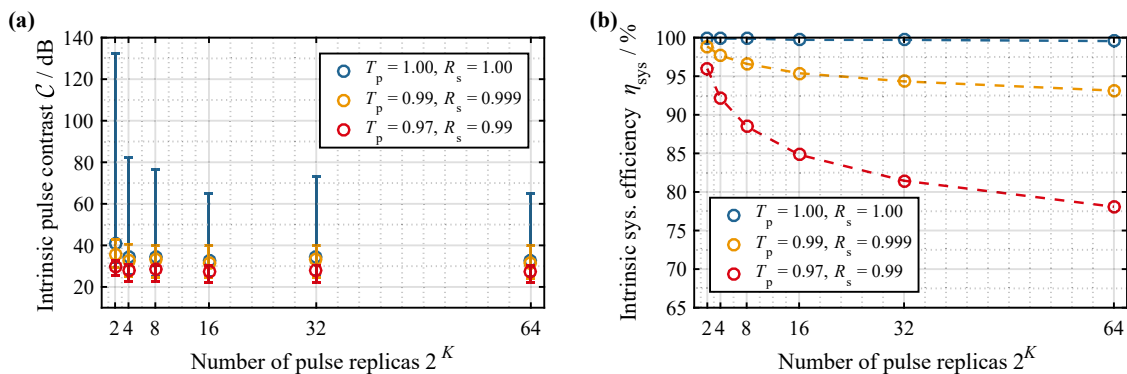 (a)
Intrinsic pulse contrast C / dB
140
120
100
80
60
40
20
T_p = 1.00, R_s = 1.00
T_p = 0.99, R_s = 0.999
T_p = 0.97, R_s = 0.99
2 4 8 16 32 64
Number of pulse replicas 2^K
(b)
Intrinsic sys. efficiency η_sys / %
100
95
90
85
80
75
70
65
T_p = 1.00, R_s = 1.00
T_p = 0.99, R_s = 0.999
T_p = 0.97, R_s = 0.99
2 4 8 16 32 64
Number of pulse replicas 2^K